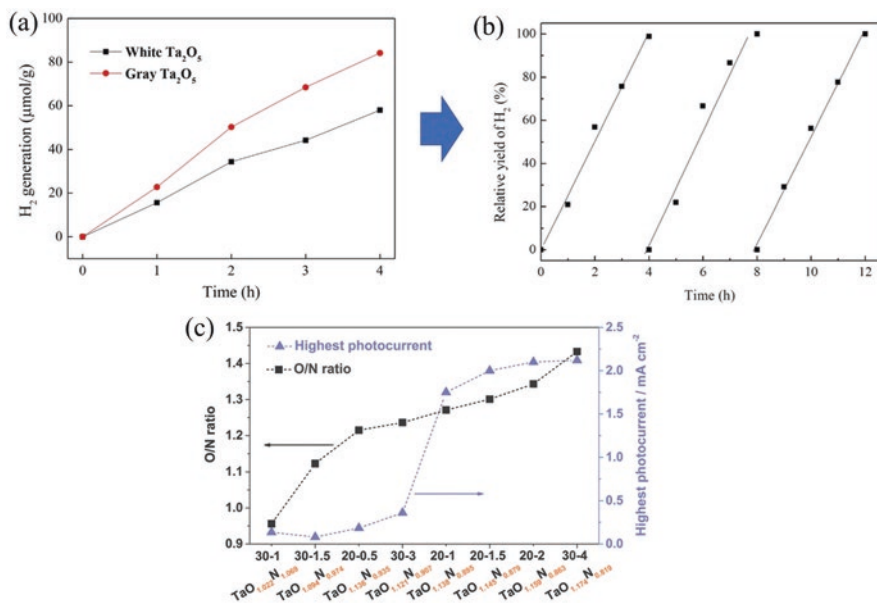 (a)
100
80
60
40
20
0
H₂ generation (μmol/g)
White Ta₂O₅
Gray Ta₂O₅
0 1 2 3 4
Time (h)
(b)
100
80
60
40
20
0
Relative yield of H₂ (%)
0 2 4 6 8 10 12
Time (h)
(c)
1.5
1.4
1.3
1.2
1.1
1.0
0.9
O/N ratio
Highest photocurrent
O/N ratio
2.5
2.0
1.5
1.0
0.5
0.0
Highest photocurrent / mA cm⁻²
30-1 30-1.5 20-0.5 30-3 20-1 20-1.5 20-2 30-4
TaO₁.₀₂₂N₁.₀₆₉ TaO₁.₀₉₄N₀.₉₇₄ TaO₁.₁₃₆N₀.₉₃₅ TaO₁.₁₂₁N₀.₉₀₇ TaO₁.₁₃₈N₀.₈₉₅ TaO₁.₁₄₅N₀.₈₇₉ TaO₁.₁₅₉N₀.₈₆₃ TaO₁.₁₇₄N₀.₈₁₉